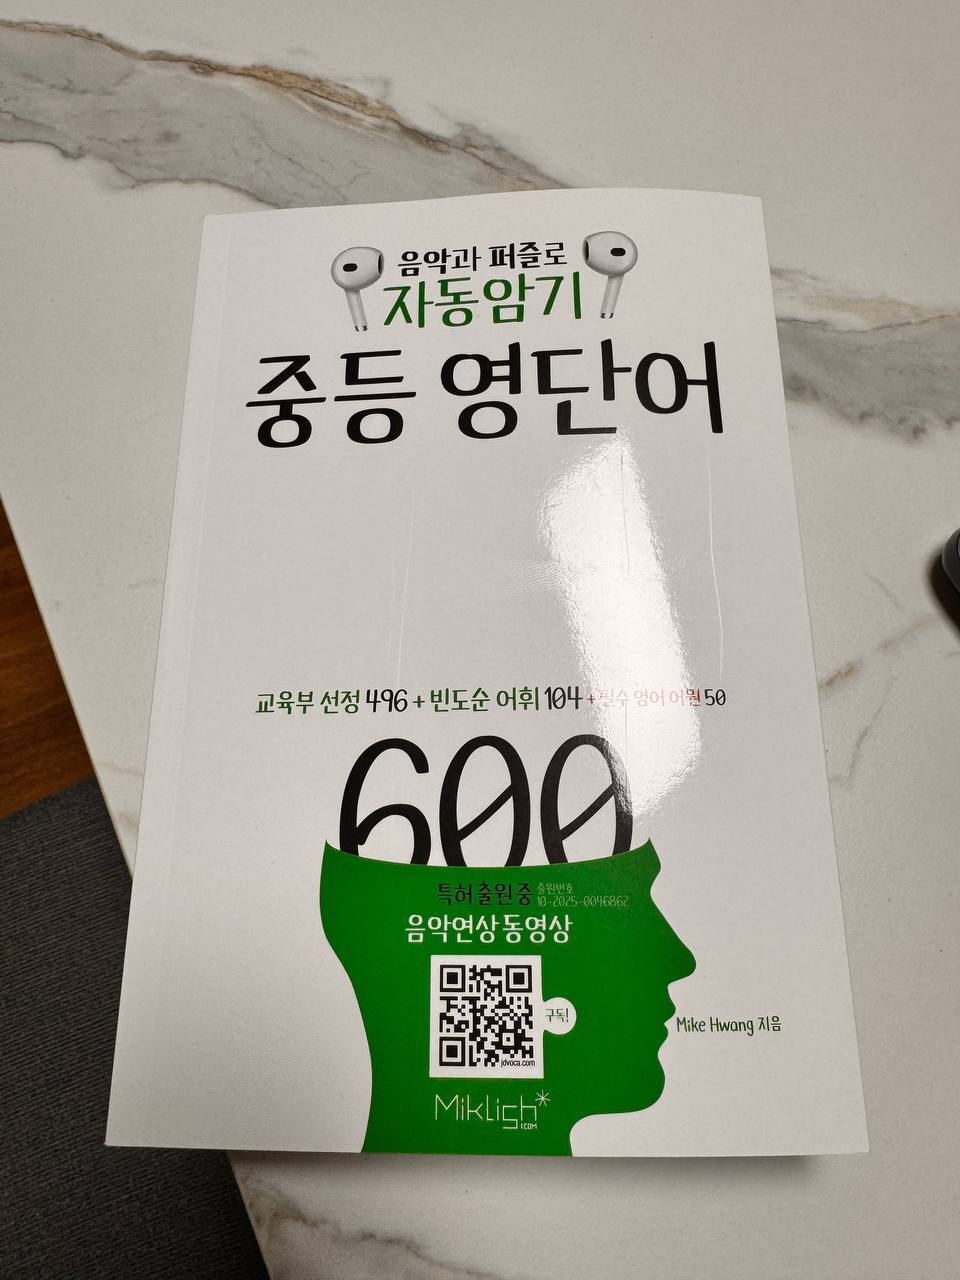 음악과 퍼즐로
자동암기
중등 영단어
교육부 선정 496 + 빈도순 어휘 104 + 필수 영어 어원 50
600
특허출원중 출원번호
10-2025-0046862
음악연상 동영상
구독!
jdvoca.com
Mike Hwang 지음
Miklish*
.COM